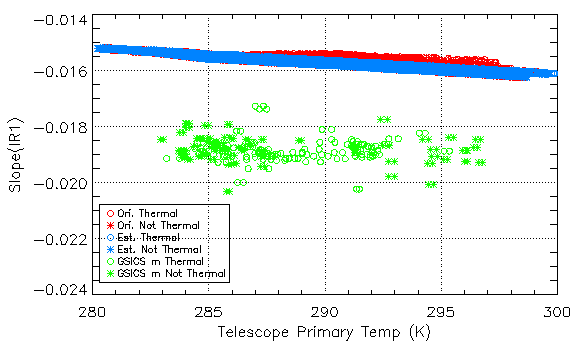 −0.014
−0.016
−0.018
−0.020
−0.022
−0.024
Slope(IR1)
Ori. Thermal
Ori. Not Thermal
Est. Thermal
Est. Not Thermal
GSICS m Thermal
GSICS m Not Thermal
280 285 290 295 300
Telescope Primary Temp (K)